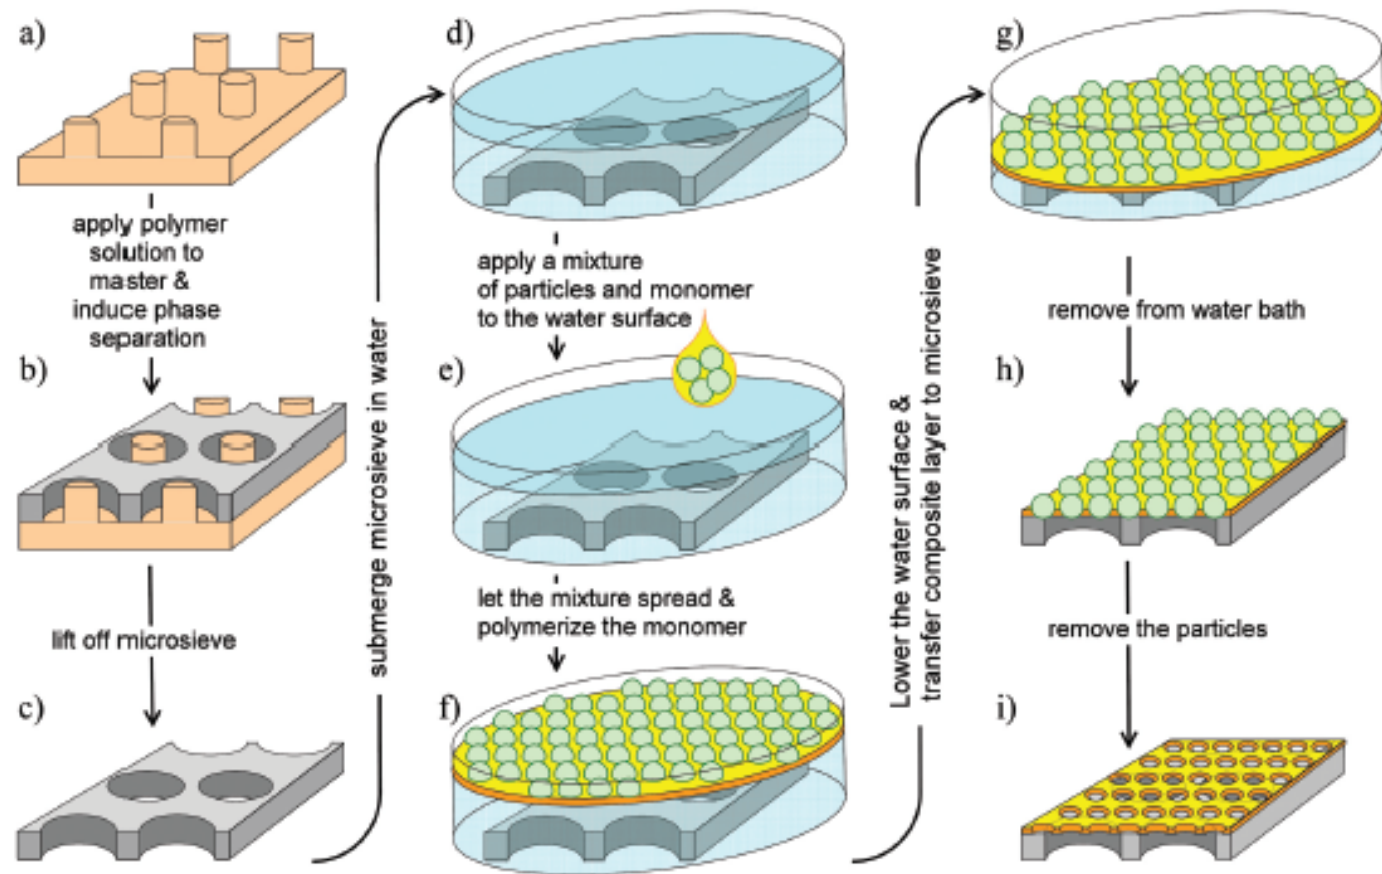 a)
apply polymer
solution to
master &
induce phase
separation
b)
lift off microsieve
c)
submerge microsieve in water
d)
apply a mixture
of particles and monomer
to the water surface
e)
let the mixture spread &
polymerize the monomer
f)
Lower the water surface &
transfer composite layer to microsieve
g)
remove from water bath
h)
remove the particles
i)